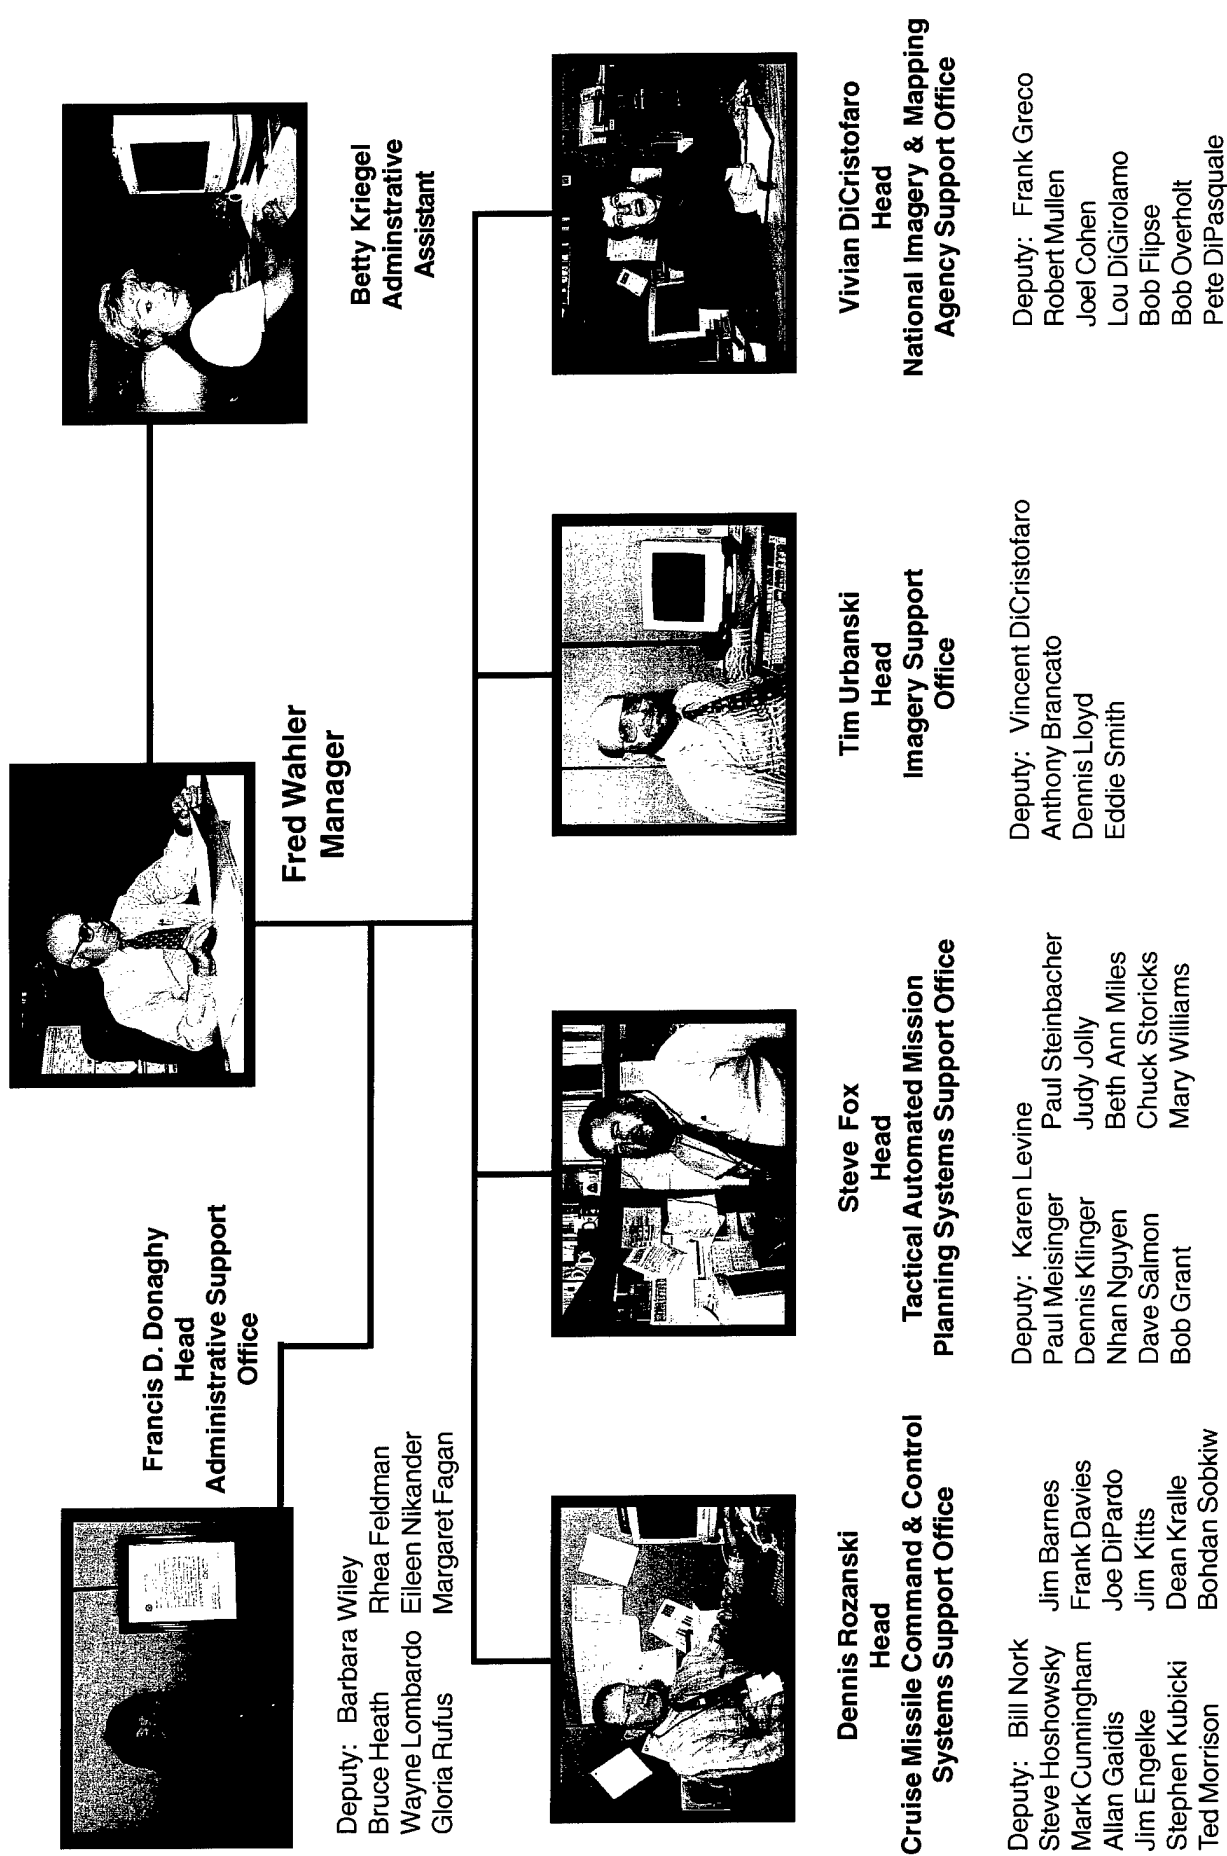 Fred Wahler
Manager
Betty Kriegel
Adminstrative
Assistant
Francis D. Donaghy
Head
Administrative Support
Office
Deputy: Barbara Wiley
Bruce Heath Rhea Feldman
Wayne Lombardo Eileen Nikander
Gloria Rufus Margaret Fagan
Dennis Rozanski
Head
Cruise Missile Command & Control
Systems Support Office
Deputy: Bill Nork
Steve Hoshowsky Jim Barnes
Mark Cunningham Frank Davies
Allan Gaidis Joe DiPardo
Jim Engelke Jim Kitts
Stephen Kubicki Dean Kralle
Ted Morrison Bohdan Sobkiw
Steve Fox
Head
Tactical Automated Mission
Planning Systems Support Office
Deputy: Karen Levine
Paul Meisinger Paul Steinbacher
Dennis Klinger Judy Jolly
Nhan Nguyen Beth Ann Miles
Dave Salmon Chuck Storicks
Bob Grant Mary Williams
Tim Urbanski
Head
Imagery Support
Office
Deputy: Vincent DiCristofaro
Anthony Brancato
Dennis Lloyd
Eddie Smith
Vivian DiCristofaro
Head
National Imagery & Mapping
Agency Support Office
Deputy: Frank Greco
Robert Mullen
Joel Cohen
Lou DiGirolamo
Bob Flipse
Bob Overholt
Pete DiPasquale